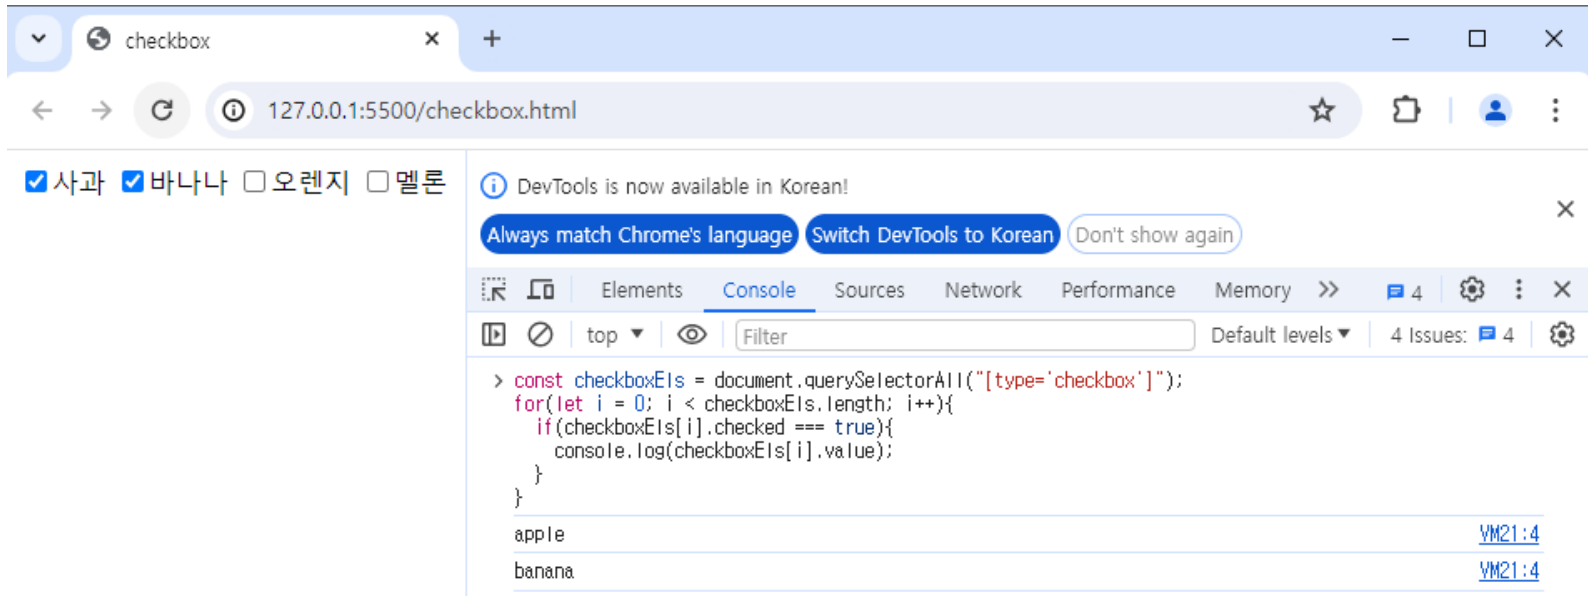 checkbox
127.0.0.1:5500/checkbox.html
사과 바나나 오렌지 멜론
DevTools is now available in Korean!
Always match Chrome's language Switch DevTools to Korean Don't show again
Elements Console Sources Network Performance Memory 4
top Filter Default levels 4 Issues: 4
> const checkboxEls = document.querySelectorAll("[type='checkbox']");
for(let i = 0; i < checkboxEls.length; i++){
if(checkboxEls[i].checked === true){
console.log(checkboxEls[i].value);
}
}
apple VM21:4
banana VM21:4